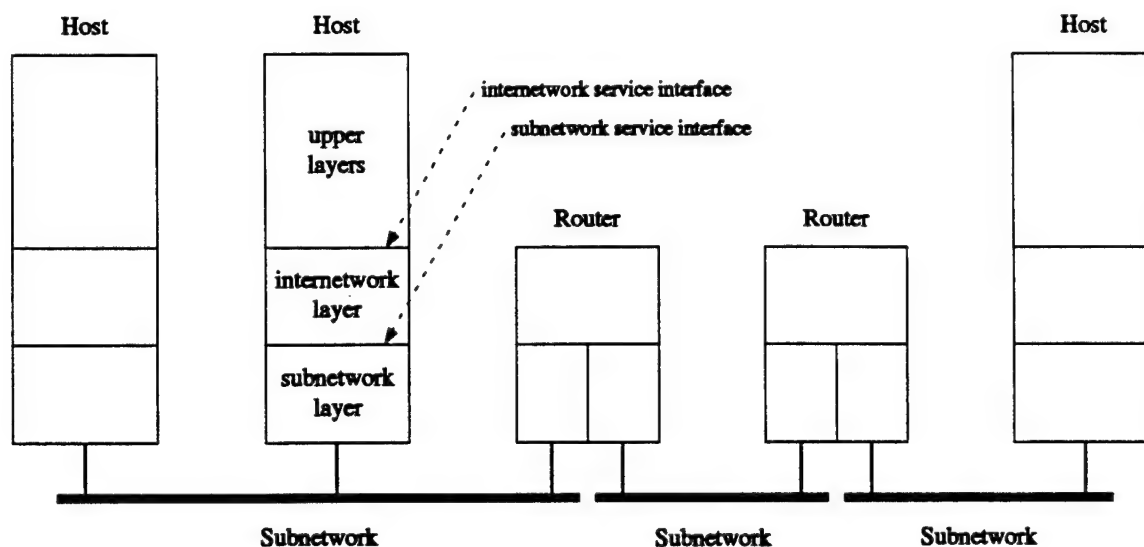 Host
Host
Host
internetwork service interface
subnetwork service interface
upper
layers
Router
Router
internetwork
layer
subnetwork
layer
Subnetwork
Subnetwork
Subnetwork